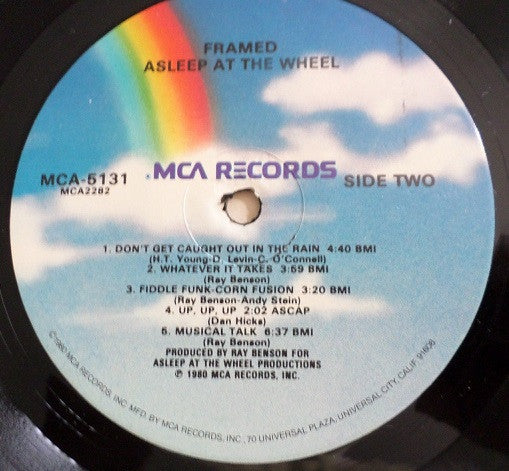 FRAMED
ASLEEP AT THE WHEEL
MCA RECORDS
MCA-5131
MCA2282
SIDE TWO
1. DON'T GET CAUGHT OUT IN THE RAIN 4:40 BMI
(H.T. Young-D. Levin-C. O'Connell)
2. WHATEVER IT TAKES 3:59 BMI
(Ray Benson)
3. FIDDLE FUNK-CORN FUSION 3:20 BMI
(Ray Benson-Andy Stein)
4. UP, UP, UP 2:02 ASCAP
(Dan Hicks)
5. MUSICAL TALK 6:37 BMI
(Ray Benson)
PRODUCED BY RAY BENSON FOR
ASLEEP AT THE WHEEL PRODUCTIONS
℗ 1980 MCA RECORDS, INC.
©1980 MCA RECORDS, INC. MFG. BY MCA RECORDS, INC., 70 UNIVERSAL PLAZA, UNIVERSAL CITY, CALIF. 91608